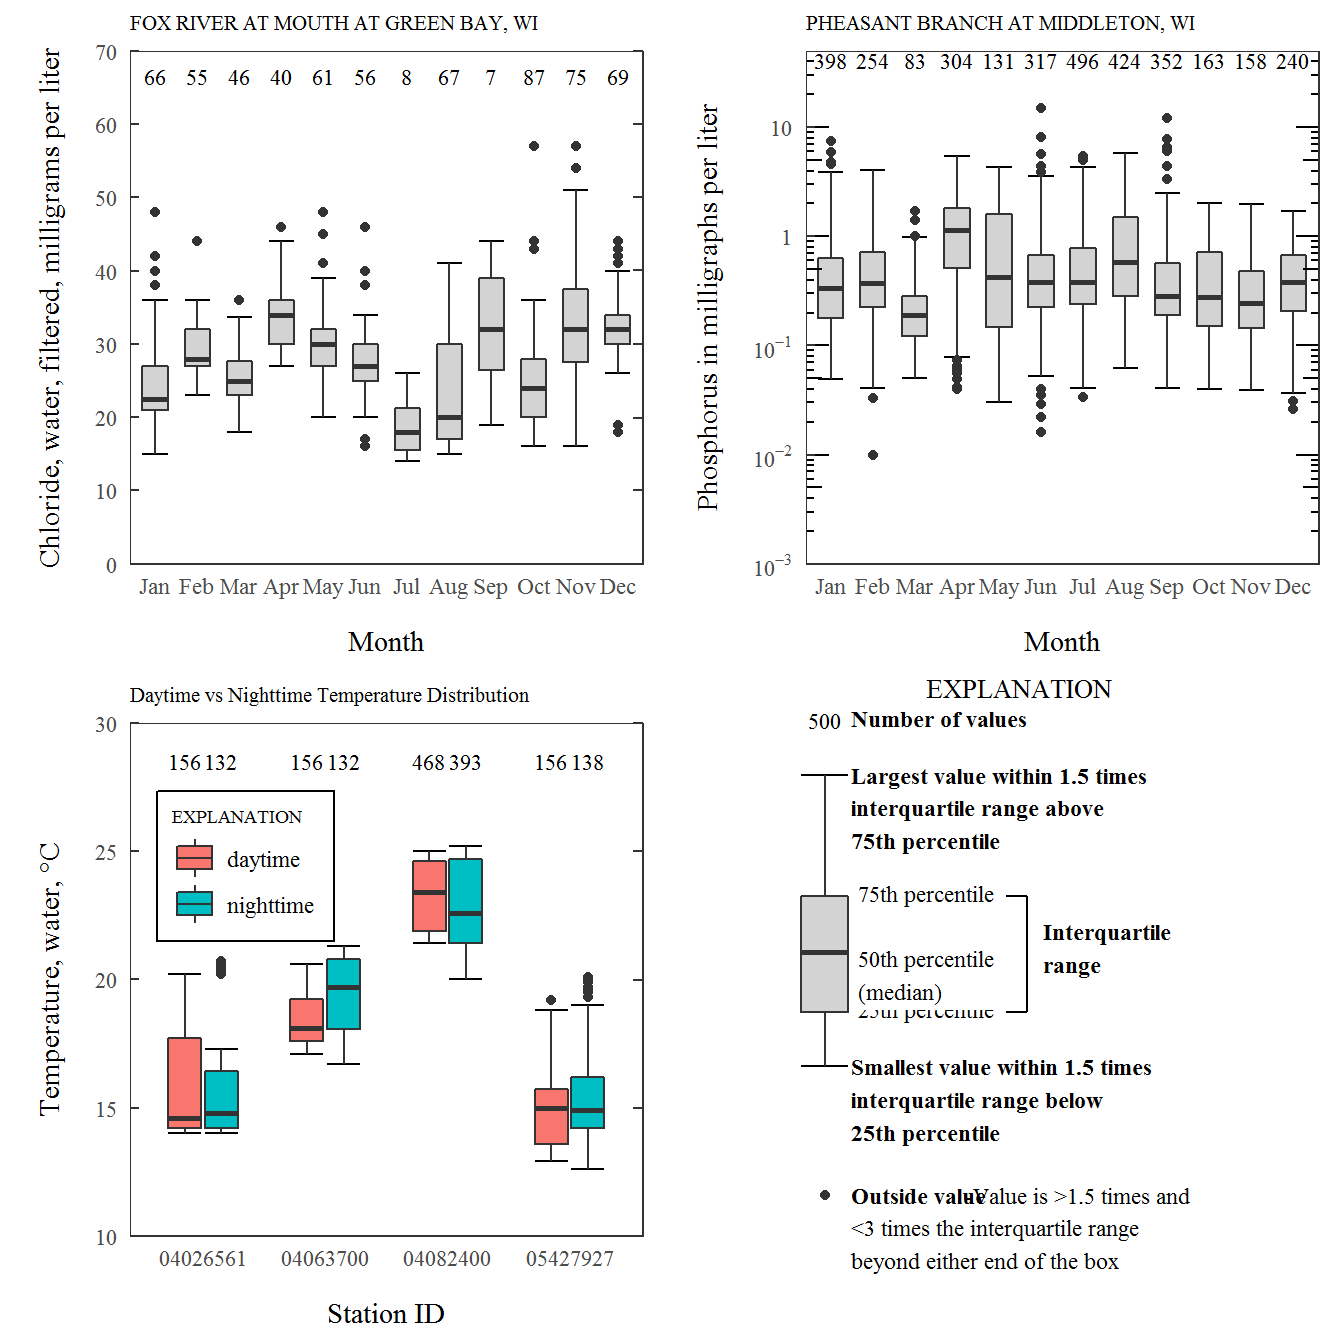 FOX RIVER AT MOUTH AT GREEN BAY, WI
Chloride, water, filtered, milligrams per liter
70
60
50
40
30
20
10
0
66 55 46 40 61 56 8 67 7 87 75 69
Jan Feb Mar Apr May Jun Jul Aug Sep Oct Nov Dec
Month
PHEASANT BRANCH AT MIDDLETON, WI
Phosphorus in milligraphs per liter
398 254 83 304 131 317 496 424 352 163 158 240
10
1
10⁻¹
10⁻²
10⁻³
Jan Feb Mar Apr May Jun Jul Aug Sep Oct Nov Dec
Month
Daytime vs Nighttime Temperature Distribution
Temperature, water, °C
30
25
20
15
10
156 132 156 132 468 393 156 138
EXPLANATION
daytime
nighttime
04026561 04063700 04082400 05427927
Station ID
EXPLANATION
500 Number of values
Largest value within 1.5 times
interquartile range above
75th percentile
75th percentile
50th percentile
(median)
25th percentile
Interquartile
range
Smallest value within 1.5 times
interquartile range below
25th percentile
Outside value-Value is >1.5 times and
<3 times the interquartile range
beyond either end of the box